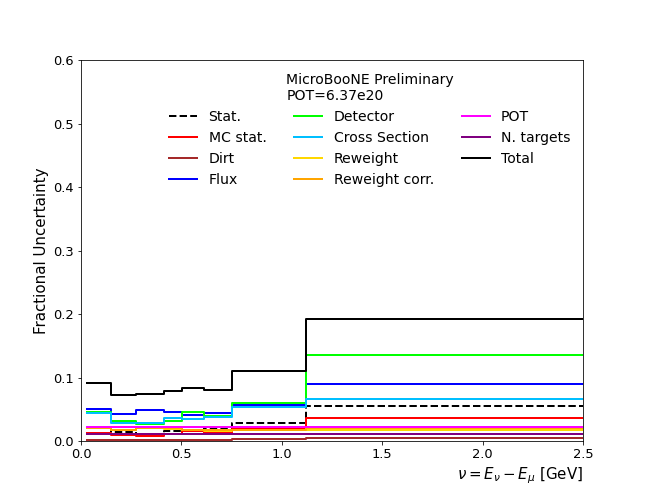 MicroBooNE Preliminary
POT=6.37e20
Stat.
MC stat.
Dirt
Flux
Detector
Cross Section
Reweight
Reweight corr.
POT
N. targets
Total
Fractional Uncertainty
0.6
0.5
0.4
0.3
0.2
0.1
0.0
0.0 0.5 1.0 1.5 2.0 2.5
ν = E_ν − E_μ [GeV]